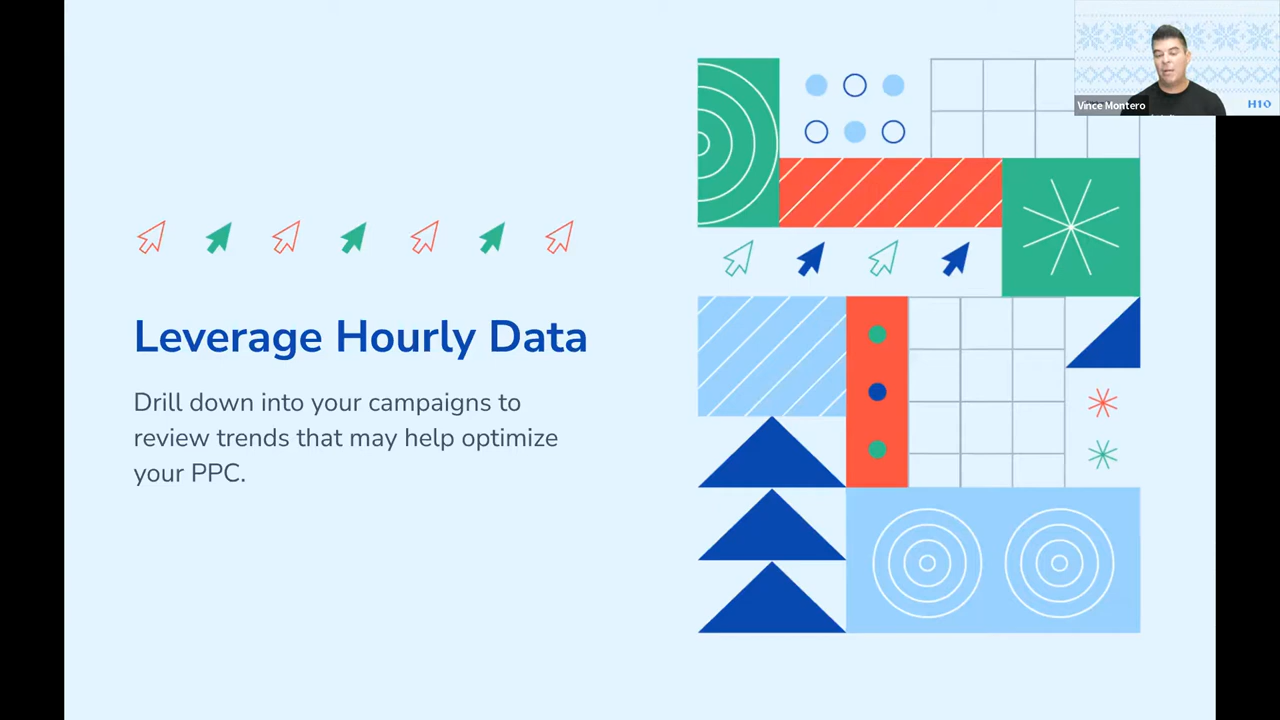 Leverage Hourly Data
Drill down into your campaigns to
review trends that may help optimize
your PPC.
Vince Montero
H10